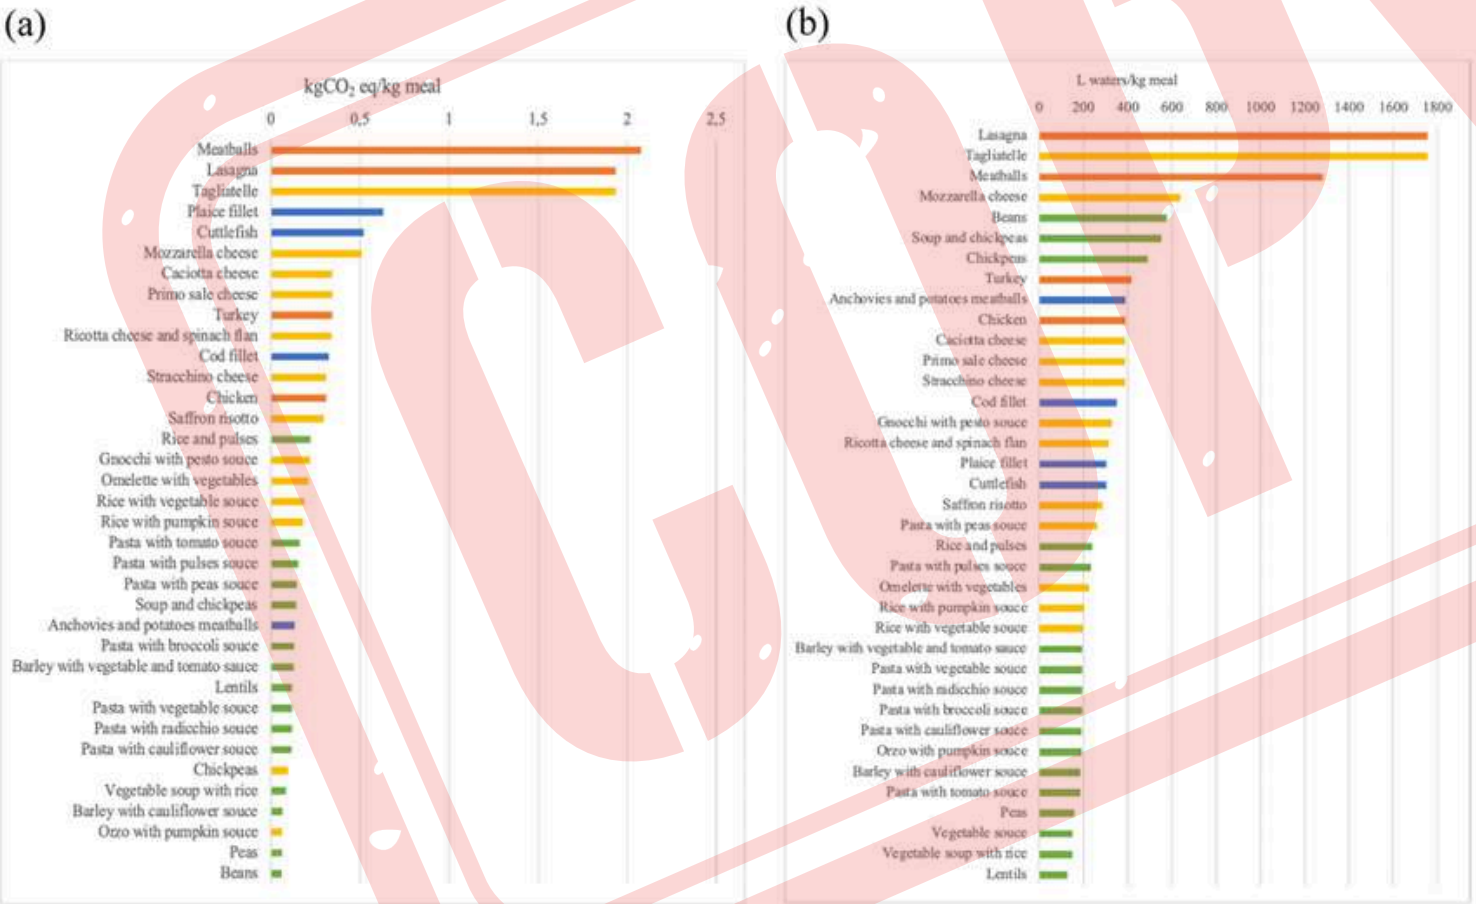 (a)
kgCO2 eq/kg meal
0 0,5 1 1,5 2 2,5
Meatballs
Lasagna
Tagliatelle
Plaice fillet
Cuttlefish
Mozzarella cheese
Caciotta cheese
Primo sale cheese
Turkey
Ricotta cheese and spinach flan
Cod fillet
Stracchino cheese
Chicken
Saffron risotto
Rice and pulses
Gnocchi with pesto souce
Omelette with vegetables
Rice with vegetable souce
Rice with pumpkin souce
Pasta with tomato souce
Pasta with pulses souce
Pasta with peas souce
Soup and chickpeas
Anchovies and potatoes meatballs
Pasta with broccoli souce
Barley with vegetable and tomato sauce
Lentils
Pasta with vegetable souce
Pasta with radicchio souce
Pasta with cauliflower souce
Chickpeas
Vegetable soup with rice
Barley with cauliflower souce
Orzo with pumpkin souce
Peas
Beans
(b)
L waters/kg meal
0 200 400 600 800 1000 1200 1400 1600 1800
Lasagna
Tagliatelle
Meatballs
Mozzarella cheese
Beans
Soup and chickpeas
Chickpeas
Turkey
Anchovies and potatoes meatballs
Chicken
Caciotta cheese
Primo sale cheese
Stracchino cheese
Cod fillet
Gnocchi with pesto souce
Ricotta cheese and spinach flan
Plaice fillet
Cuttlefish
Saffron risotto
Pasta with peas souce
Rice and pulses
Pasta with pulses souce
Omelette with vegetables
Rice with pumpkin souce
Rice with vegetable souce
Barley with vegetable and tomato sauce
Pasta with vegetable souce
Pasta with radicchio souce
Pasta with broccoli souce
Pasta with cauliflower souce
Orzo with pumpkin souce
Barley with cauliflower souce
Pasta with tomato souce
Peas
Vegetable souce
Vegetable soup with rice
Lentils